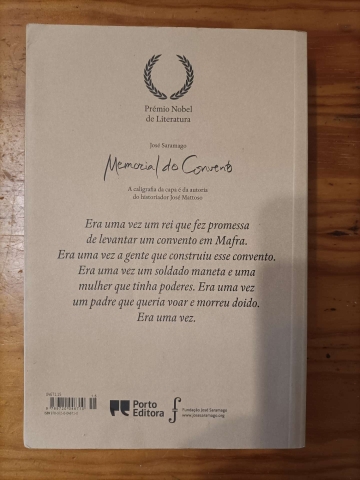 Prémio Nobel
de Literatura
José Saramago
Memorial do Convento
A caligrafia da capa é da autoria
do historiador José Mattoso
Era uma vez um rei que fez promessa
de levantar um convento em Mafra.
Era uma vez a gente que construiu esse convento.
Era uma vez um soldado maneta e uma
mulher que tinha poderes. Era uma vez
um padre que queria voar e morreu doido.
Era uma vez.
Porto
Editora
Fundação José Saramago
www.josesaramago.org